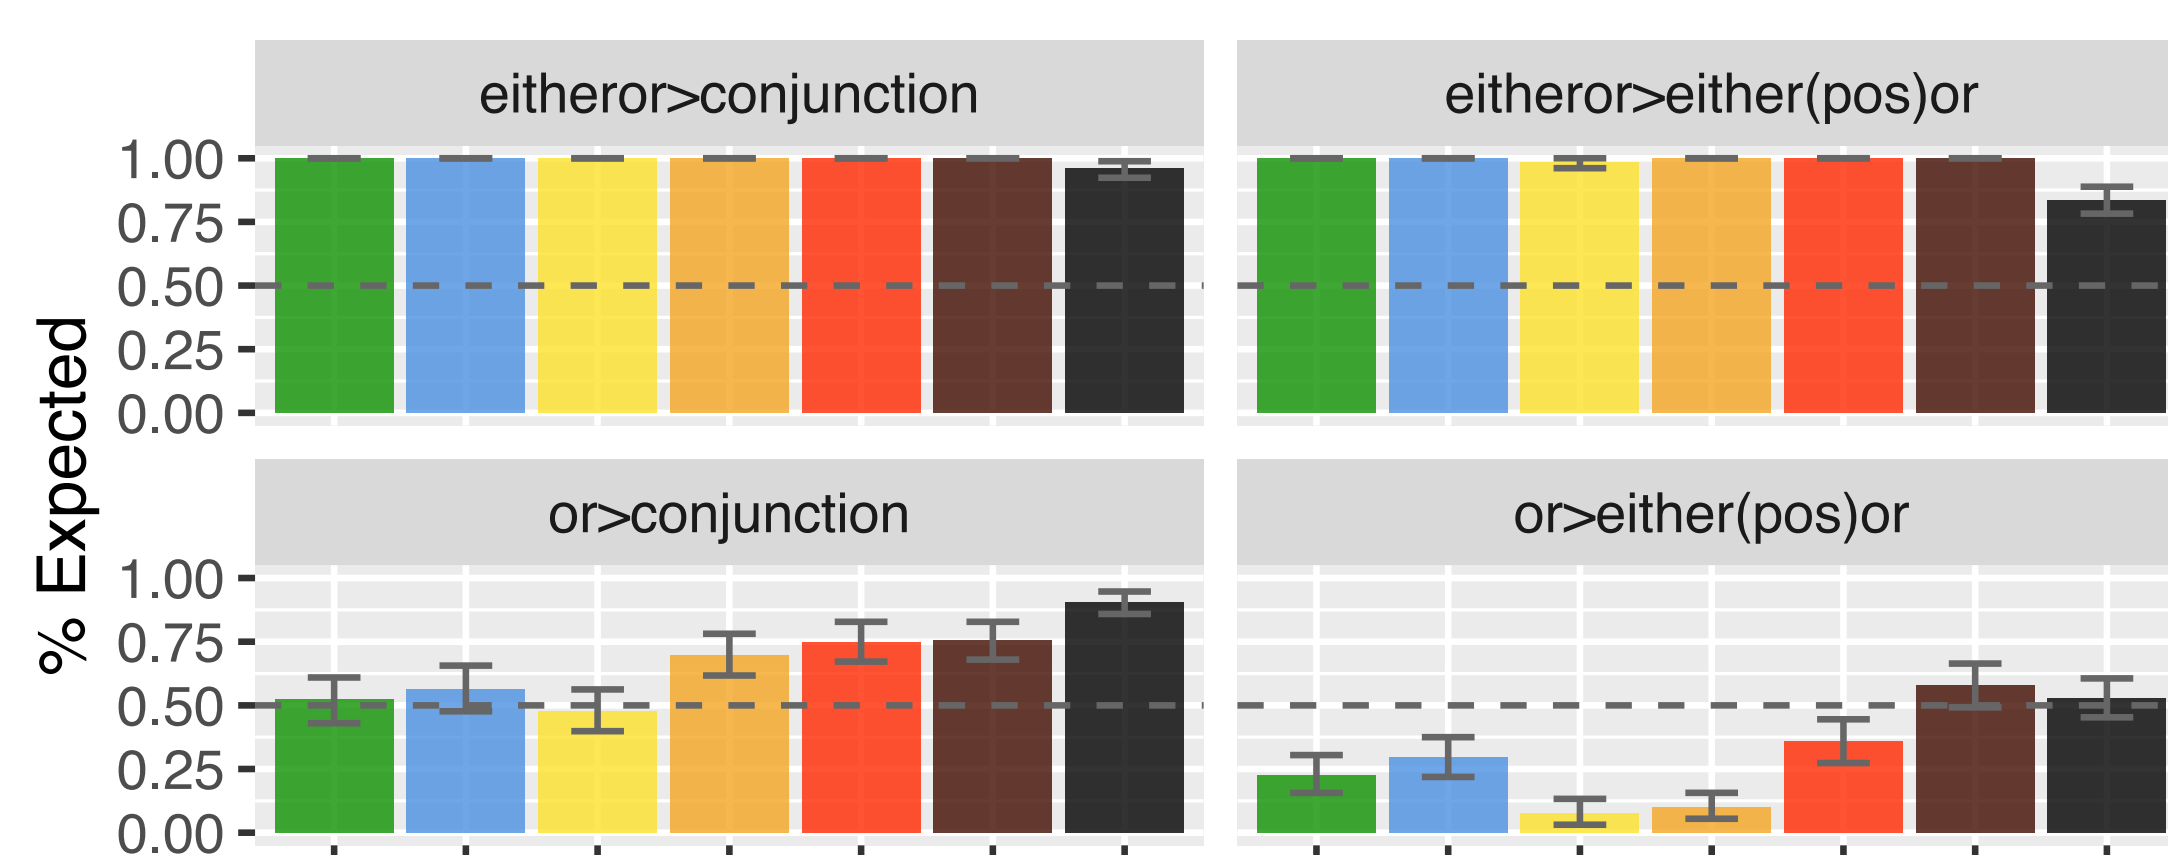 % Expected
eitheror>conjunction
eitheror>either(pos)or
1.00
0.75
0.50
0.25
0.00
or>conjunction
or>either(pos)or
1.00
0.75
0.50
0.25
0.00